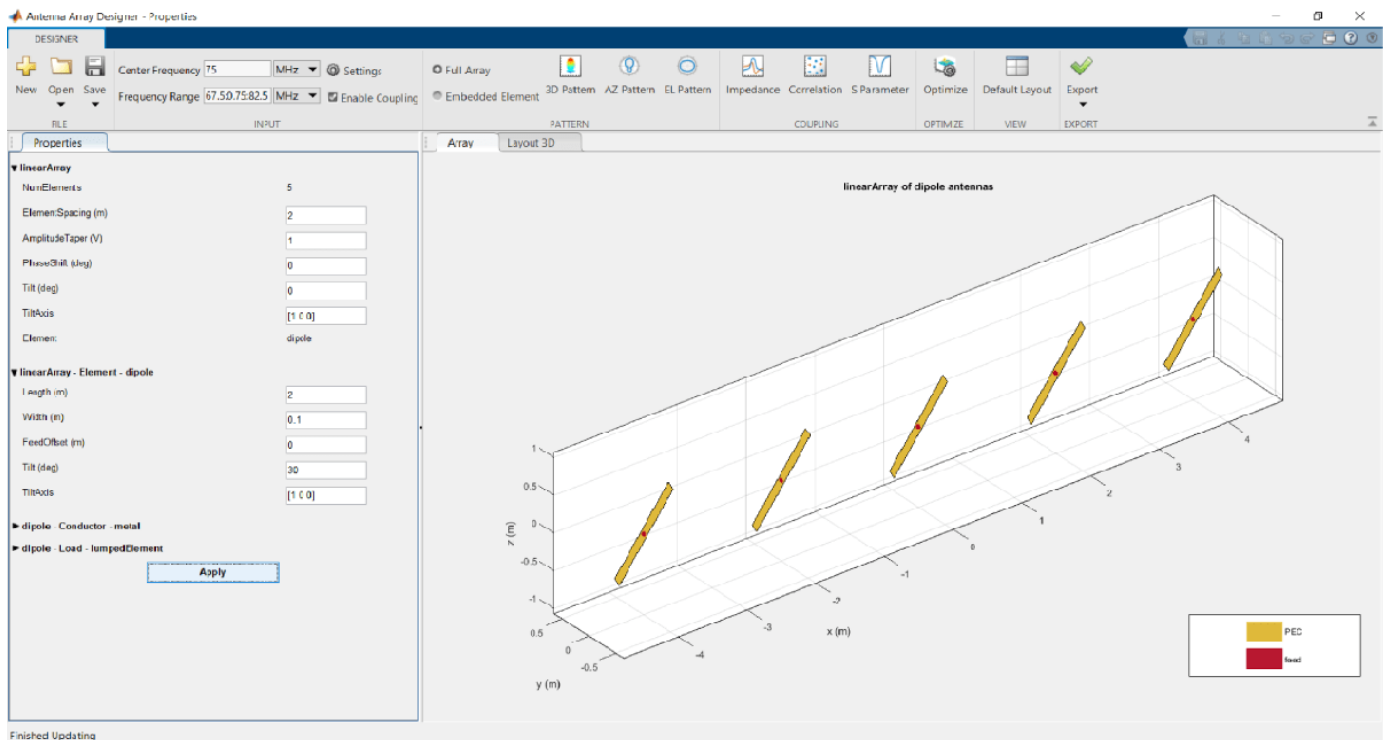 Antenna Array Designer - Properties
DESIGNER
New Open Save
FILE
Center Frequency 75 MHz Settings
Frequency Range 67.5:0.75:82.5 MHz Enable Coupling
INPUT
Full Array
Embedded Element
3D Pattern AZ Pattern EL Pattern
PATTERN
Impedance Correlation S Parameter
COUPLING
Optimize
OPTIMIZE
Default Layout
VIEW
Export
EXPORT
Properties
linearArray
NumElements 5
ElementSpacing (m) 2
AmplitudeTaper (V) 1
PhaseShift (deg) 0
Tilt (deg) 0
TiltAxis [1 0 0]
Element dipole
linearArray - Element - dipole
Length (m) 2
Width (m) 0.1
FeedOffset (m) 0
Tilt (deg) 30
TiltAxis [1 0 0]
dipole - Conductor - metal
dipole - Load - lumpedElement
Apply
Array Layout 3D
linearArray of dipole antennas
1
0.5
0
-0.5
-1
z (m)
0.5
0
-0.5
y (m)
-4
-3
-2
-1
0
1
2
3
4
x (m)
PEC
feed
Finished Updating